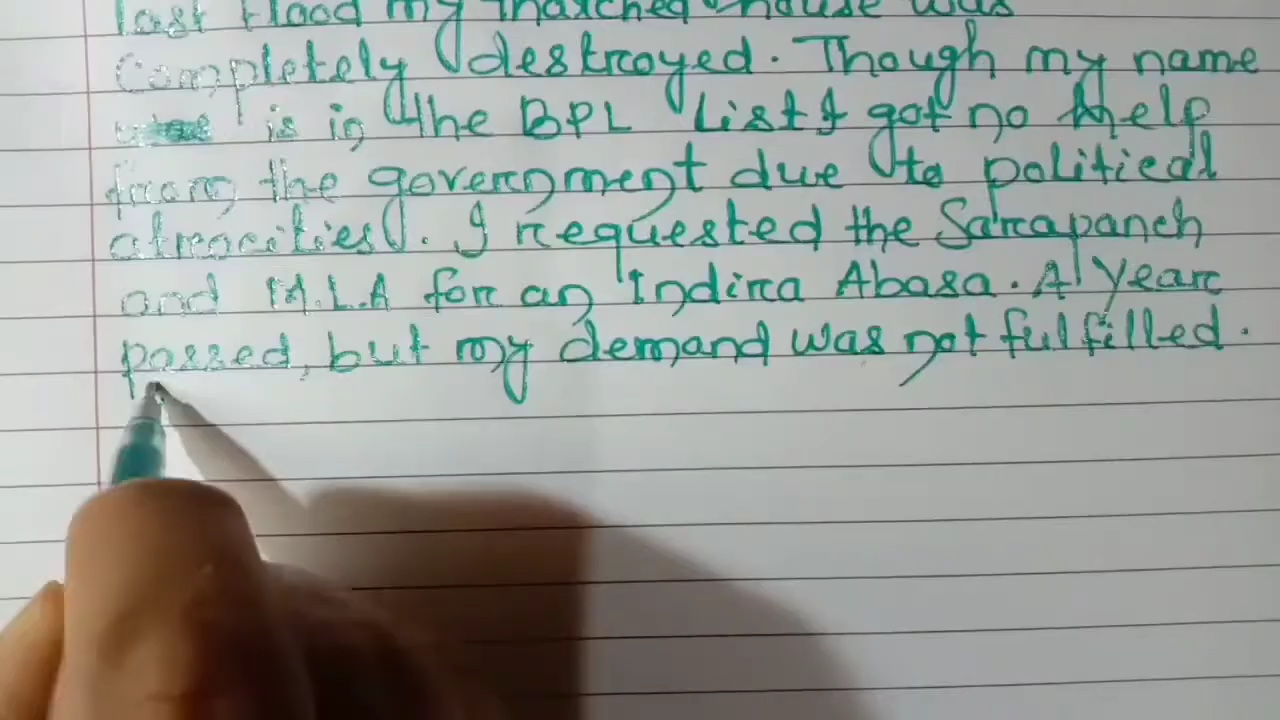 last flood my thatched house was
Completely destroyed. Though my name
is in the BPL List I got no help
from the government due to political
atrocities. I requested the Sarapanch
and M.L.A for an Indira Abasa. A year
passed, but my demand was not fulfilled.